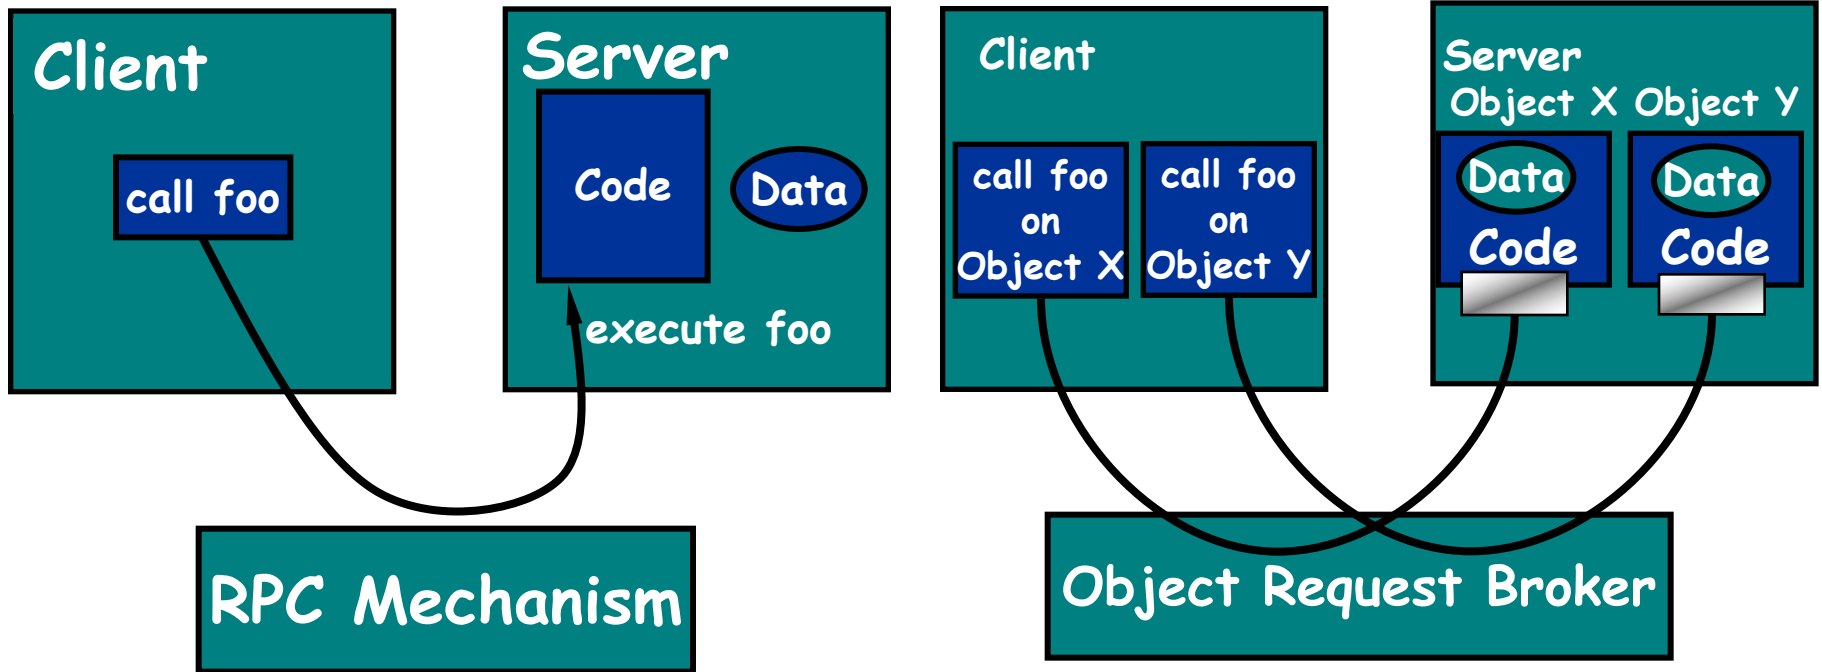 Client
call foo
Server
Code
Data
execute foo
RPC Mechanism
Client
call foo
on
Object X
call foo
on
Object Y
Server
Object X
Object Y
Data
Code
Data
Code
Object Request Broker